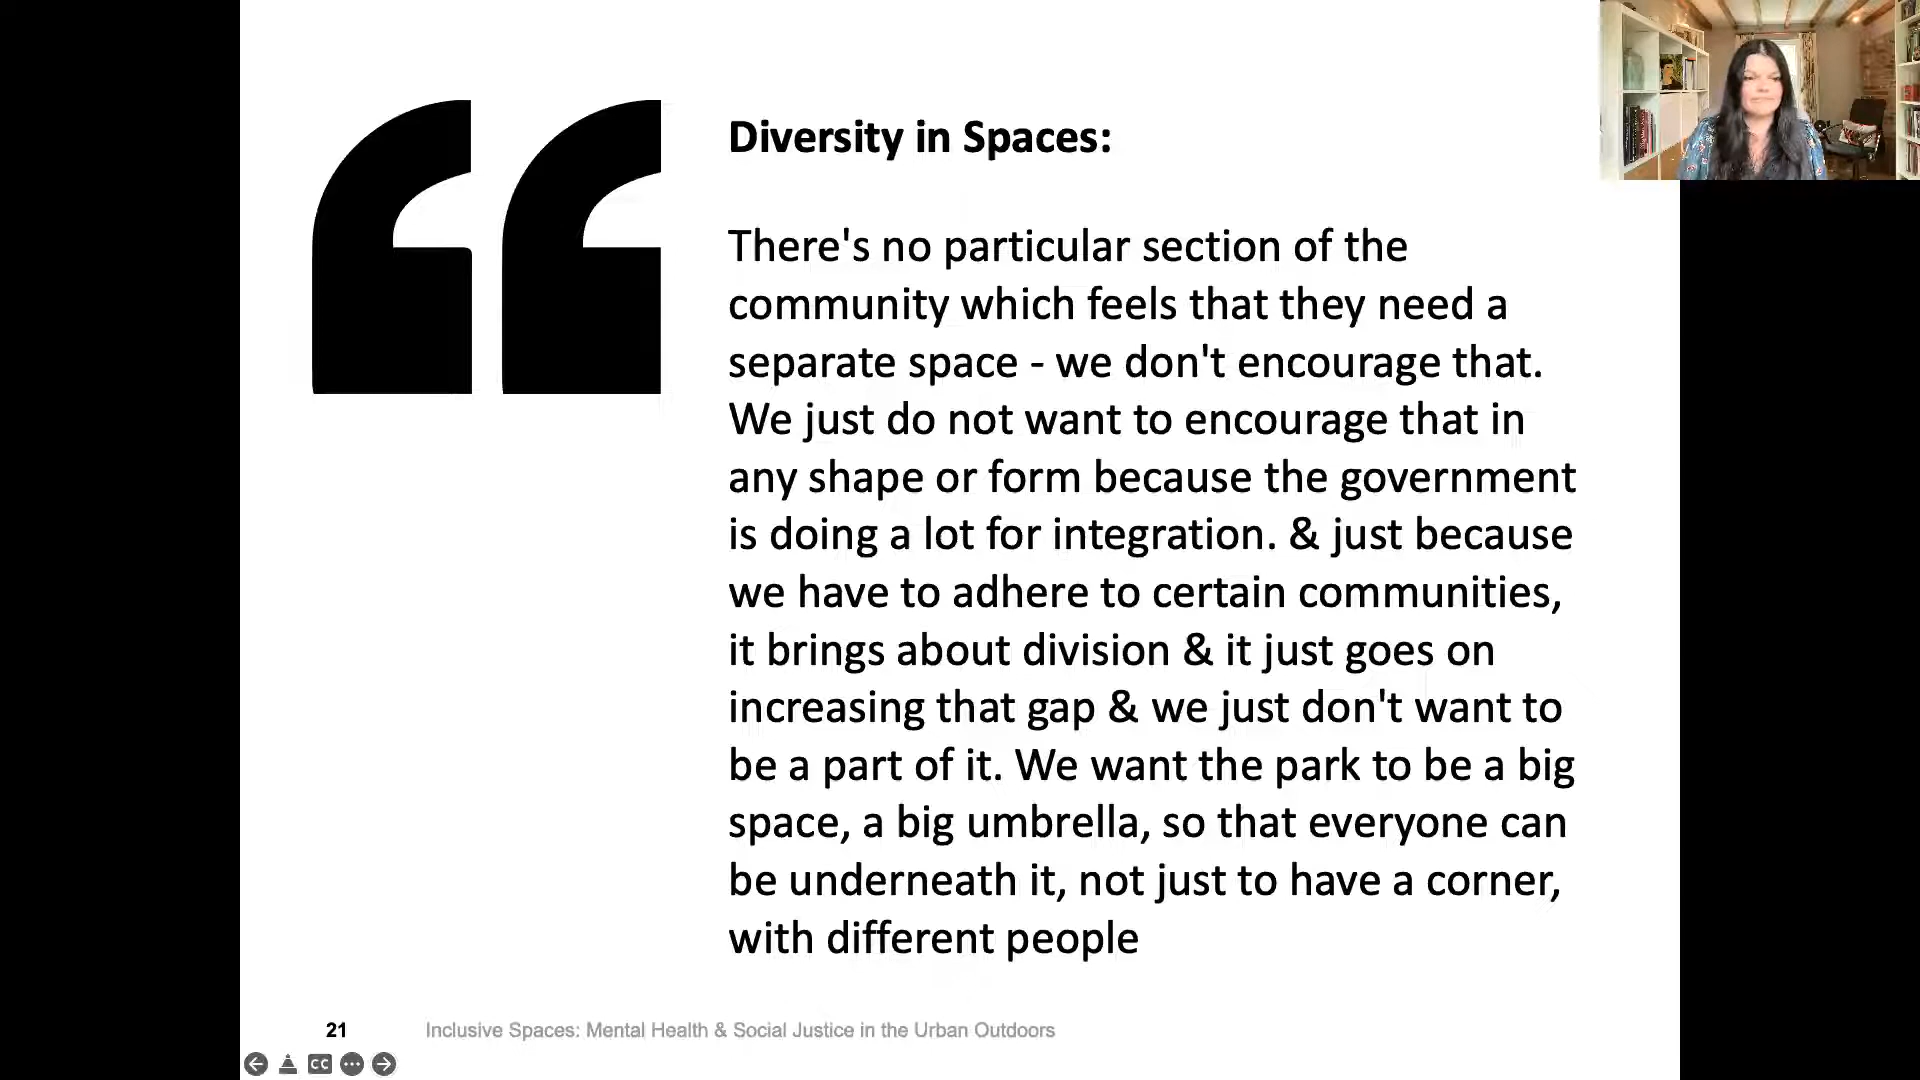 Diversity in Spaces:
There's no particular section of the
community which feels that they need a
separate space - we don't encourage that.
We just do not want to encourage that in
any shape or form because the government
is doing a lot for integration. & just because
we have to adhere to certain communities,
it brings about division & it just goes on
increasing that gap & we just don't want to
be a part of it. We want the park to be a big
space, a big umbrella, so that everyone can
be underneath it, not just to have a corner,
with different people
21
Inclusive Spaces: Mental Health & Social Justice in the Urban Outdoors
CC